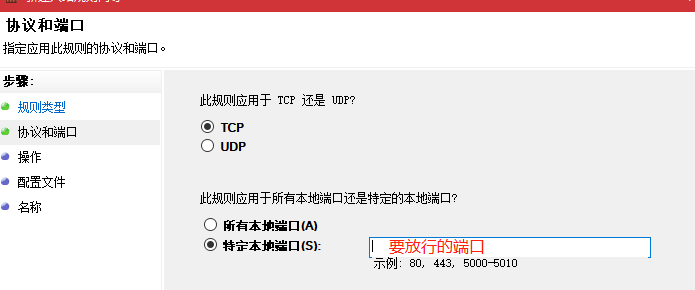 协议和端口
指定应用此规则的协议和端口。
步骤:
规则类型
协议和端口
操作
配置文件
名称
此规则应用于 TCP 还是 UDP?
TCP
UDP
此规则应用于所有本地端口还是特定的本地端口?
所有本地端口(A)
特定本地端口(S):
要放行的端口
示例: 80, 443, 5000-5010